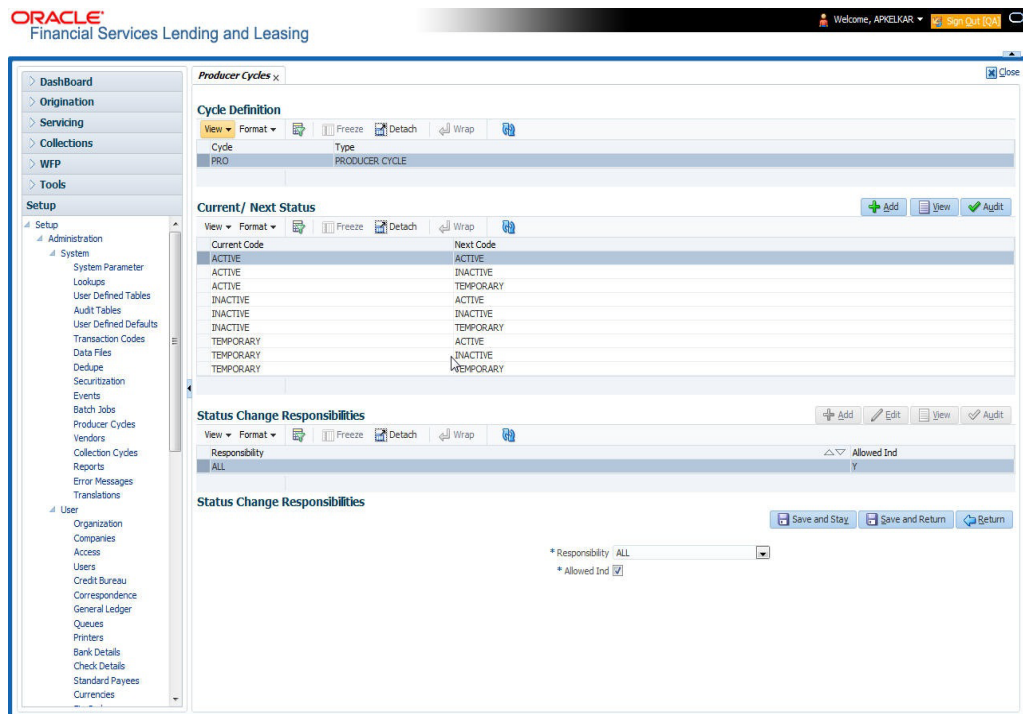 ORACLE
Financial Services Lending and Leasing
Welcome, APKELKAR
Sign Out [QA]
DashBoard
Origination
Servicing
Collections
WFP
Tools
Setup
Setup
Administration
System
System Parameter
Lookups
User Defined Tables
Audit Tables
User Defined Defaults
Transaction Codes
Data Files
Dedupe
Securitization
Events
Batch Jobs
Producer Cycles
Vendors
Collection Cycles
Reports
Error Messages
Translations
User
Organization
Companies
Access
Users
Credit Bureau
Correspondence
General Ledger
Queues
Printers
Bank Details
Check Details
Standard Payees
Currencies
Producer Cycles
Close
Cycle Definition
View Format Freeze Detach Wrap
Cycle Type
PRO PRODUCER CYCLE
Current/ Next Status
Add View Audit
View Format Freeze Detach Wrap
Current Code Next Code
ACTIVE ACTIVE
ACTIVE INACTIVE
ACTIVE TEMPORARY
INACTIVE ACTIVE
INACTIVE INACTIVE
INACTIVE TEMPORARY
TEMPORARY ACTIVE
TEMPORARY INACTIVE
TEMPORARY TEMPORARY
Status Change Responsibilities
Add Edit View Audit
View Format Freeze Detach Wrap
Responsibility Allowed Ind
ALL Y
Status Change Responsibilities
Save and Stay Save and Return Return
* Responsibility ALL
* Allowed Ind